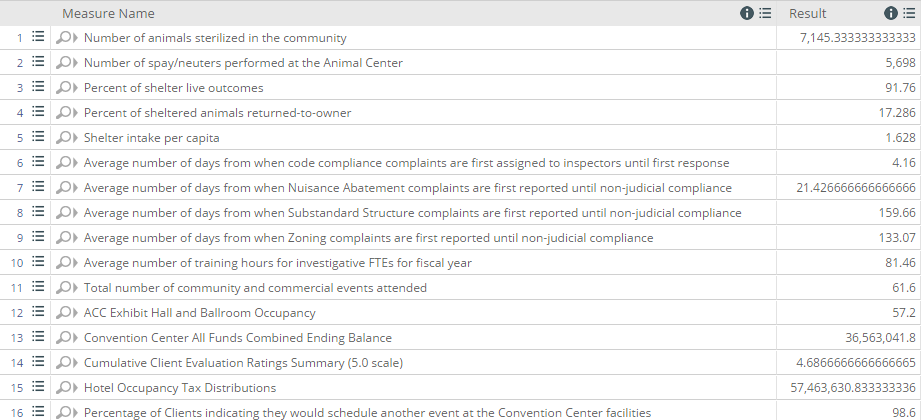 Measure Name Result
1 Number of animals sterilized in the community 7,145.333333333333
2 Number of spay/neuters performed at the Animal Center 5,698
3 Percent of shelter live outcomes 91.76
4 Percent of sheltered animals returned-to-owner 17.286
5 Shelter intake per capita 1.628
6 Average number of days from when code compliance complaints are first assigned to inspectors until first response 4.16
7 Average number of days from when Nuisance Abatement complaints are first reported until non-judicial compliance 21.426666666666666
8 Average number of days from when Substandard Structure complaints are first reported until non-judicial compliance 159.66
9 Average number of days from when Zoning complaints are first reported until non-judicial compliance 133.07
10 Average number of training hours for investigative FTEs for fiscal year 81.46
11 Total number of community and commercial events attended 61.6
12 ACC Exhibit Hall and Ballroom Occupancy 57.2
13 Convention Center All Funds Combined Ending Balance 36,563,041.8
14 Cumulative Client Evaluation Ratings Summary (5.0 scale) 4.6866666666666665
15 Hotel Occupancy Tax Distributions 57,463,630.833333336
16 Percentage of Clients indicating they would schedule another event at the Convention Center facilities 98.6